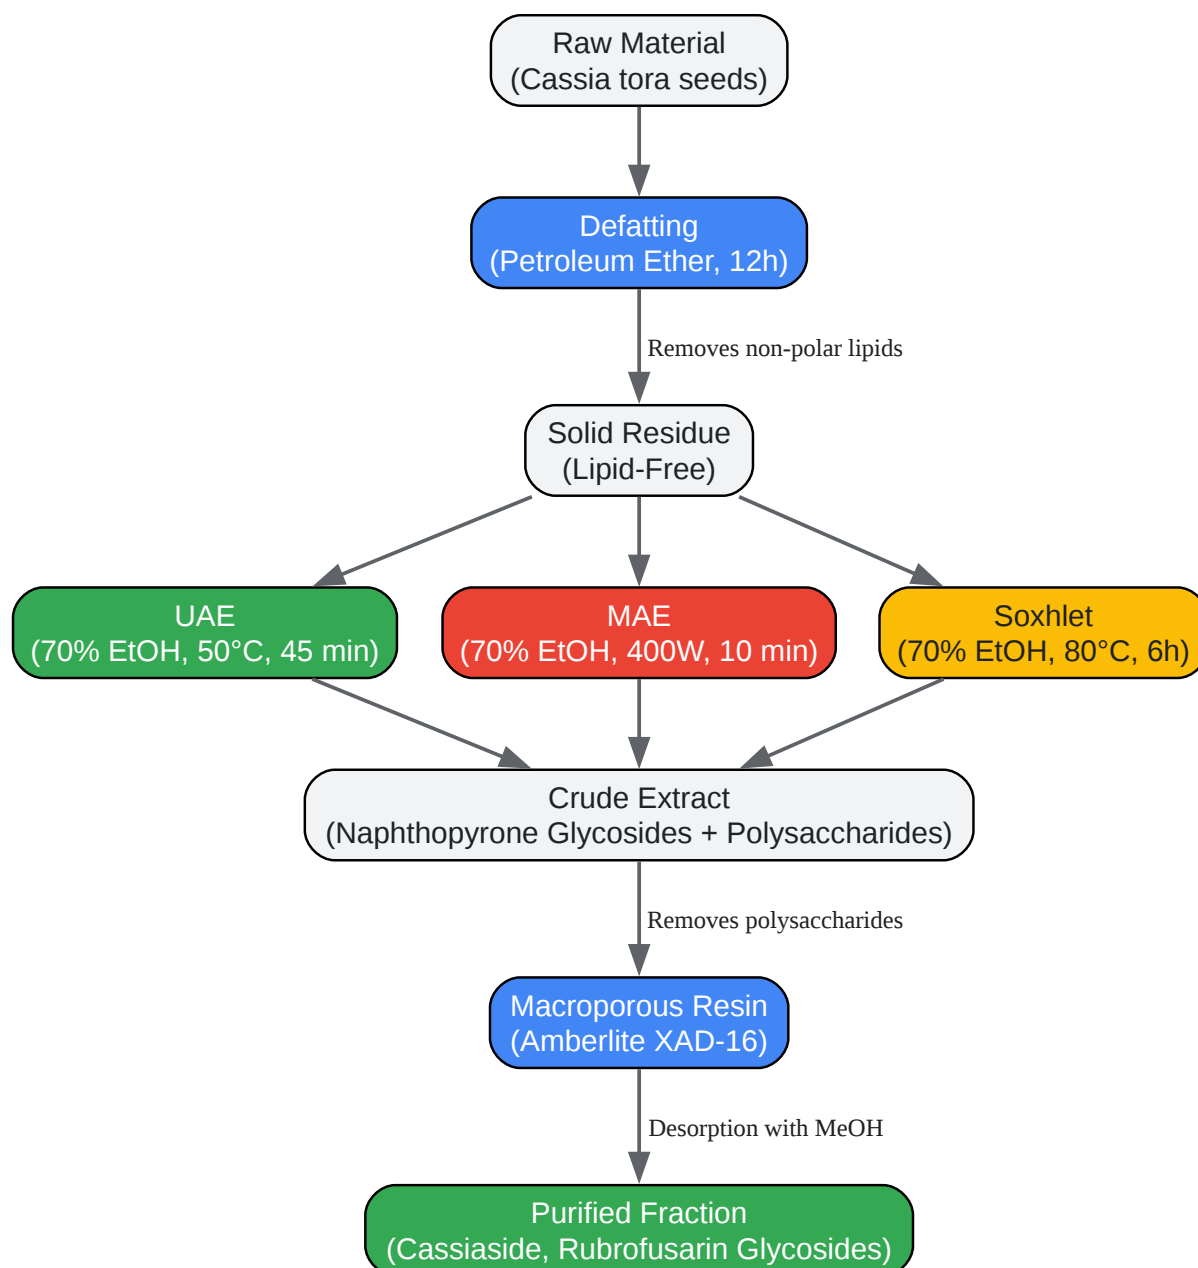 Raw Material
(Cassia tora seeds)
Defatting
(Petroleum Ether, 12h)
Removes non-polar lipids
Solid Residue
(Lipid-Free)
UAE
(70% EtOH, 50°C, 45 min)
MAE
(70% EtOH, 400W, 10 min)
Soxhlet
(70% EtOH, 80°C, 6h)
Crude Extract
(Naphthopyrone Glycosides + Polysaccharides)
Removes polysaccharides
Macroporous Resin
(Amberlite XAD-16)
Desorption with MeOH
Purified Fraction
(Cassiaside, Rubrofusarin Glycosides)